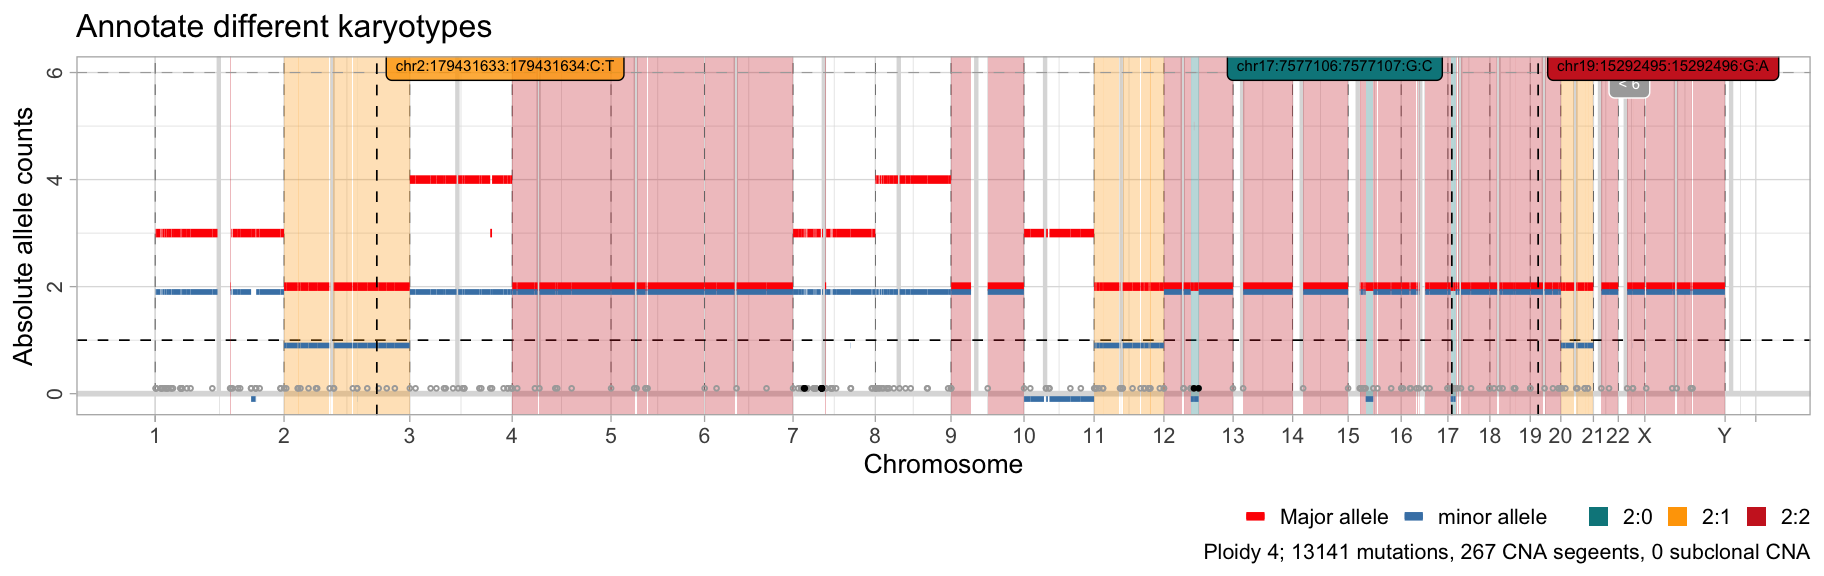 Annotate different karyotypes
chr2:179431633:179431634:C:T
chr17:7577106:7577107:G:C
chr19:15292495:15292496:G:A
< 6
Absolute allele counts
6
4
2
0
1 2 3 4 5 6 7 8 9 10 11 12 13 14 15 16 17 18 19 20 21 22 X Y
Chromosome
Major allele minor allele 2:0 2:1 2:2
Ploidy 4; 13141 mutations, 267 CNA segeents, 0 subclonal CNA